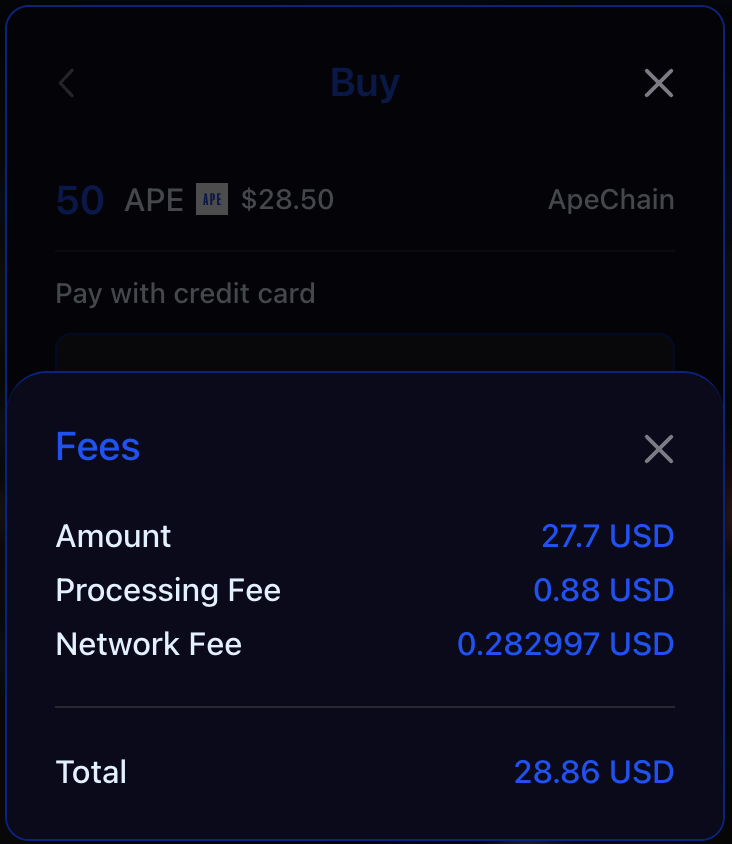 Buy
50 APE APE $28.50 ApeChain
Pay with credit card
Fees
Amount 27.7 USD
Processing Fee 0.88 USD
Network Fee 0.282997 USD
Total 28.86 USD